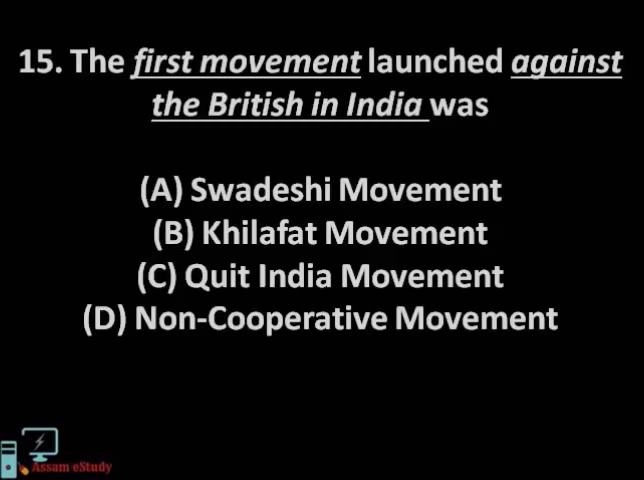 15. The first movement launched against
the British in India was
(A) Swadeshi Movement
(B) Khilafat Movement
(C) Quit India Movement
(D) Non-Cooperative Movement
Assam eStudy